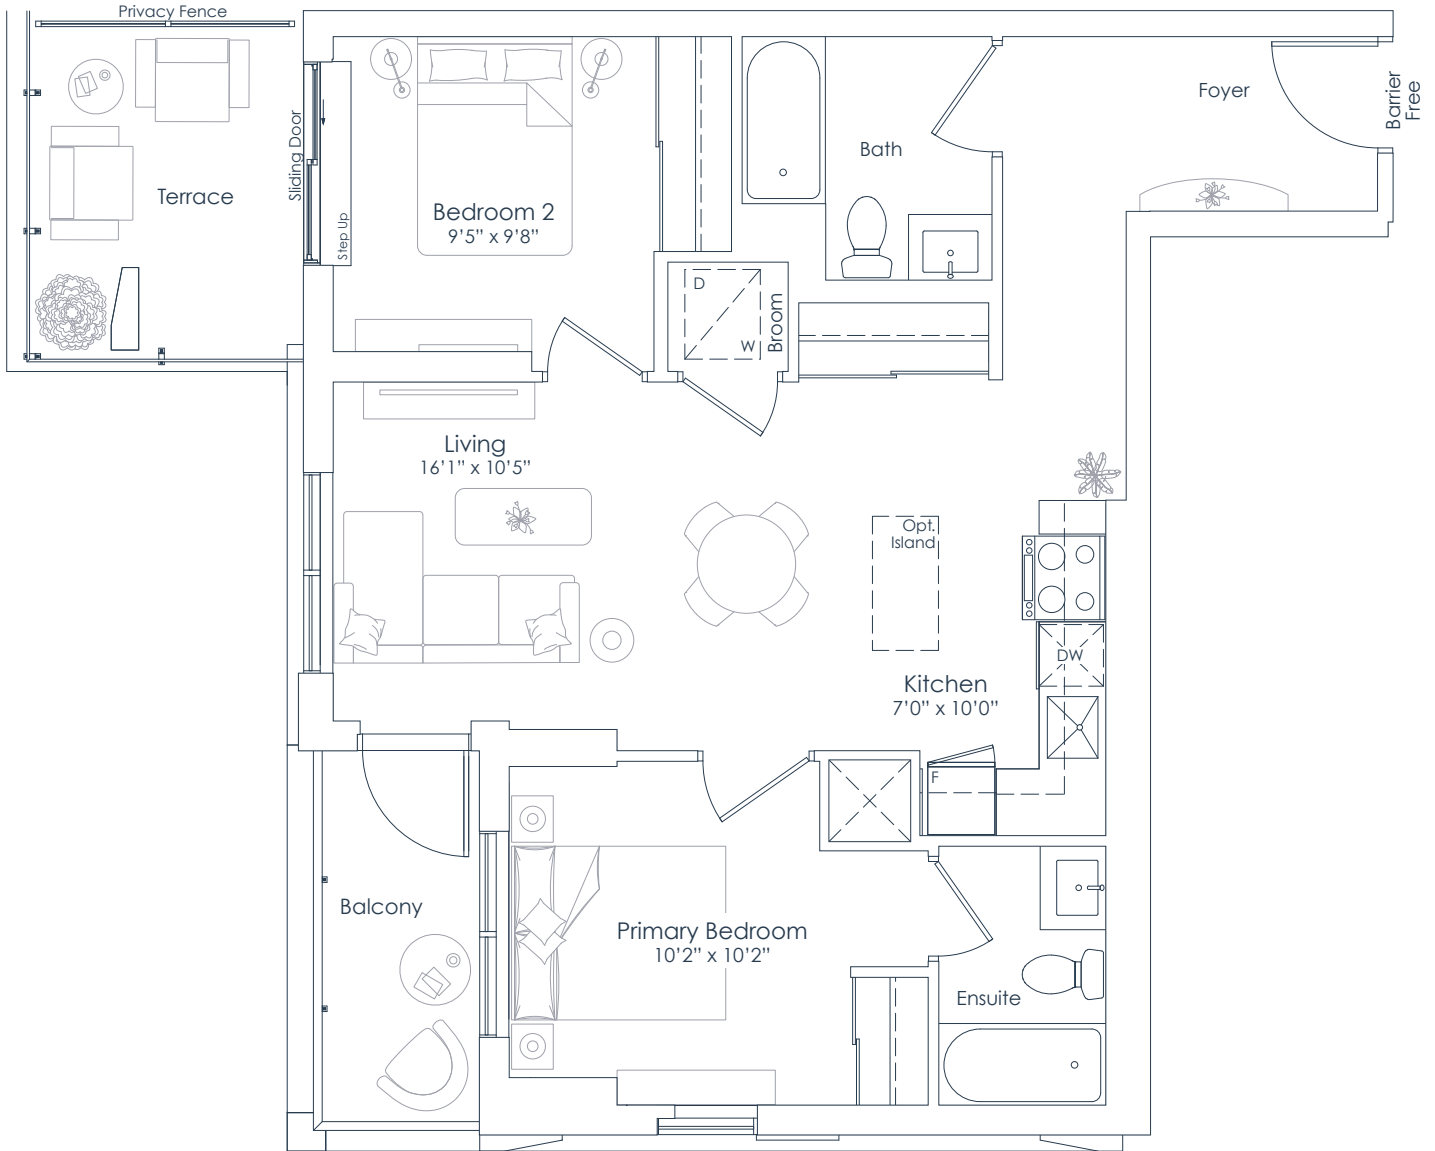 Privacy Fence
Foyer
Barrier
Free
Bath
Sliding Door
Terrace
Step Up
Bedroom 2
9’5” x 9’8”
D
W
Broom
Living
16’1” x 10’5”
Opt.
Island
DW
Kitchen
7’0” x 10’0”
F
Balcony
Primary Bedroom
10’2” x 10’2”
Ensuite